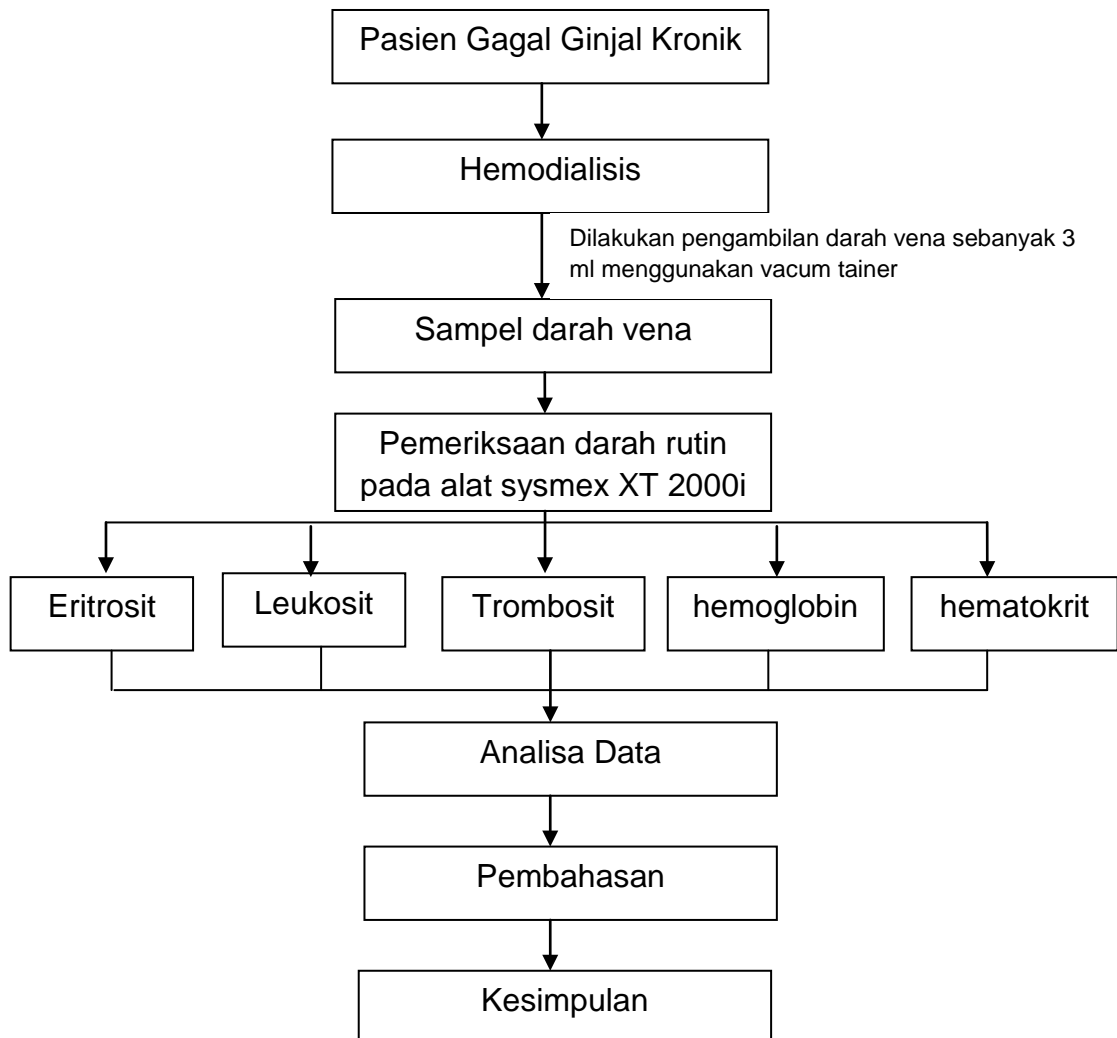 Pasien Gagal Ginjal Kronik
Hemodialisis
Dilakukan pengambilan darah vena sebanyak 3
ml menggunakan vacum tainer
Sampel darah vena
Pemeriksaan darah rutin
pada alat sysmex XT 2000i
Eritrosit
Leukosit
Trombosit
hemoglobin
hematokrit
Analisa Data
Pembahasan
Kesimpulan